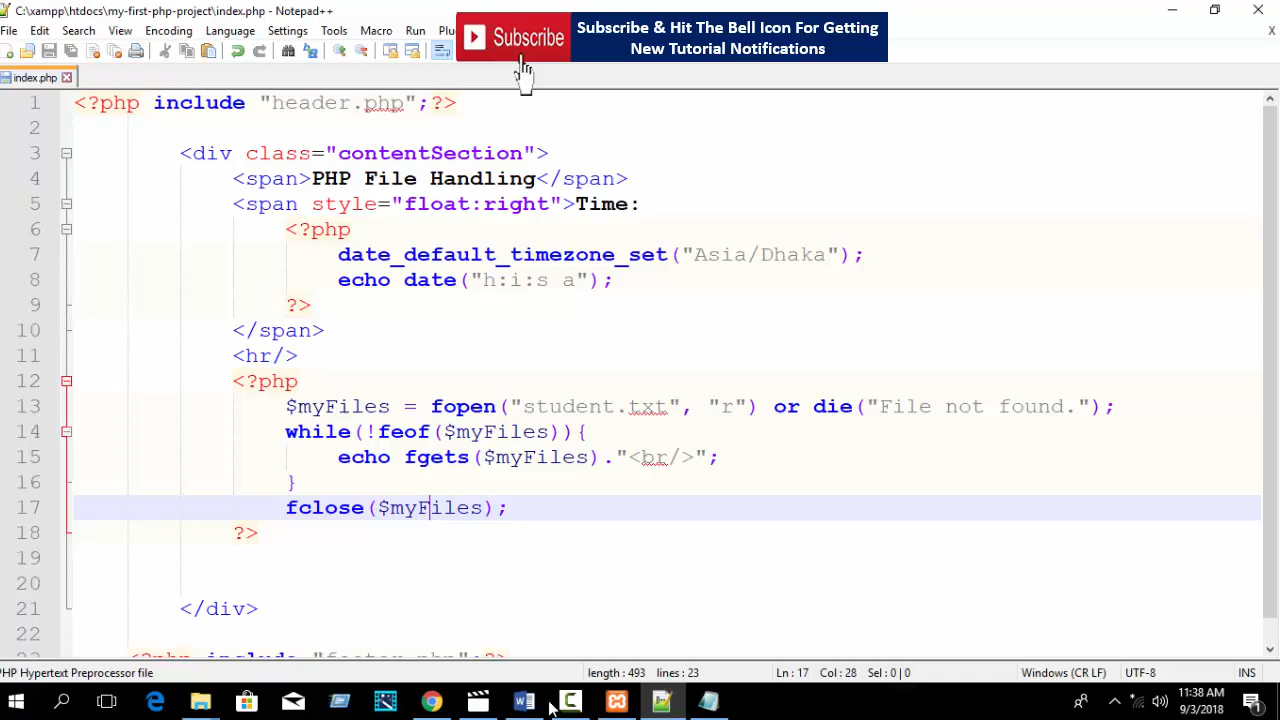 C:\xampp\htdocs\my-first-php-project\index.php - Notepad++
File Edit Search View Encoding Language Settings Tools Macro Run
Subscribe
Subscribe & Hit The Bell Icon For Getting
New Tutorial Notifications
X
index.php
1 <?php include "header.php";?>
2
3 <div class="contentSection">
4 <span>PHP File Handling</span>
5 <span style="float:right">Time:
6 <?php
7 date_default_timezone_set("Asia/Dhaka");
8 echo date("h:i:s a");
9 ?>
10 </span>
11 <hr/>
12 <?php
13 $myFiles = fopen("student.txt", "r") or die("File not found.");
14 while(!feof($myFiles)){
15 echo fgets($myFiles)."<br/>";
16 }
17 fclose($myFiles);
18 ?>
19
20
21 </div>
22
23 <?php include "footer.php";?>
PHP Hypertext Preprocessor file length: 493 lines: 23 Ln: 17 Col: 28 Sel: 0 | 0 Windows (CR LF) UTF-8 INS
11:38 AM
9/3/2018